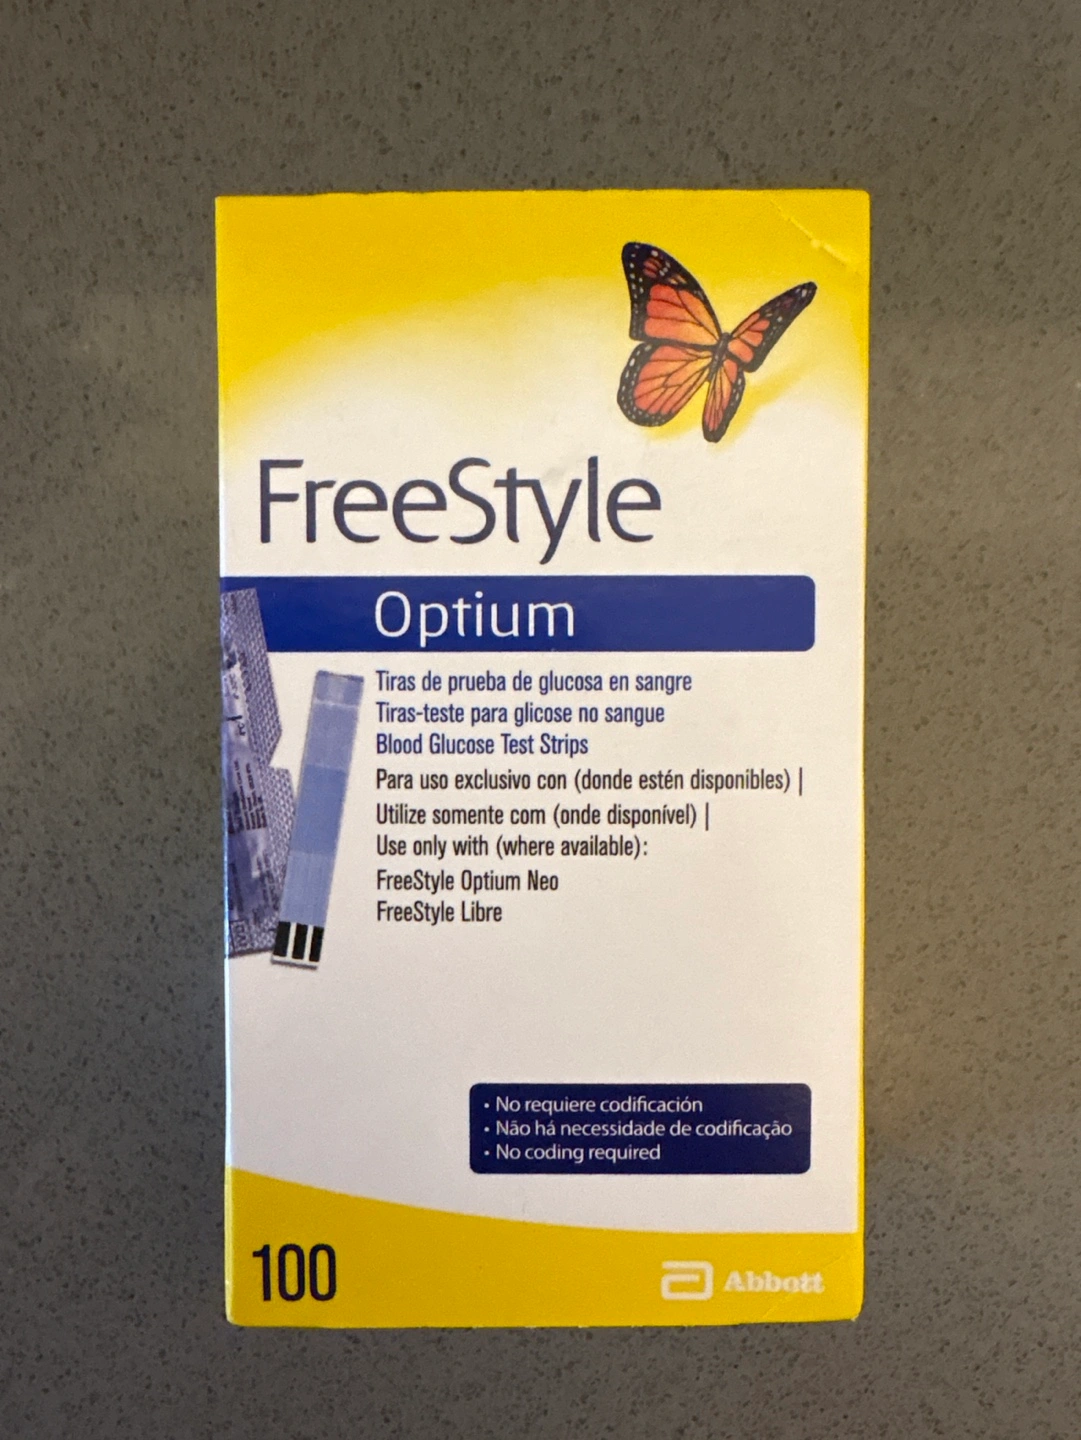 FreeStyle
Optium
Tiras de prueba de glucosa en sangre
Tiras-teste para glicose no sangue
Blood Glucose Test Strips
Para uso exclusivo con (donde estén disponibles) |
Utilize somente com (onde disponível) |
Use only with (where available):
FreeStyle Optium Neo
FreeStyle Libre
• No requiere codificación
• Não há necessidade de codificação
• No coding required
100
Abbott